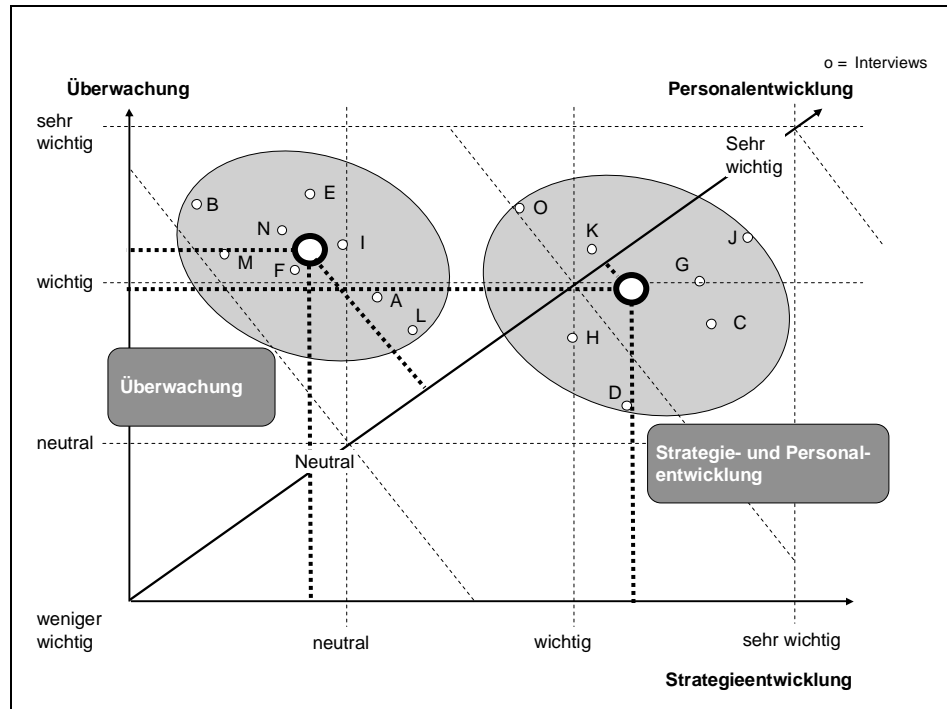 o = Interviews
Überwachung
Personalentwicklung
sehr
wichtig
Sehr
wichtig
B
E
O
N
I
K
J
M
F
G
wichtig
A
L
H
C
Überwachung
D
neutral
Neutral
Strategie- und Personal-
entwicklung
weniger
wichtig
neutral
wichtig
sehr wichtig
Strategieentwicklung